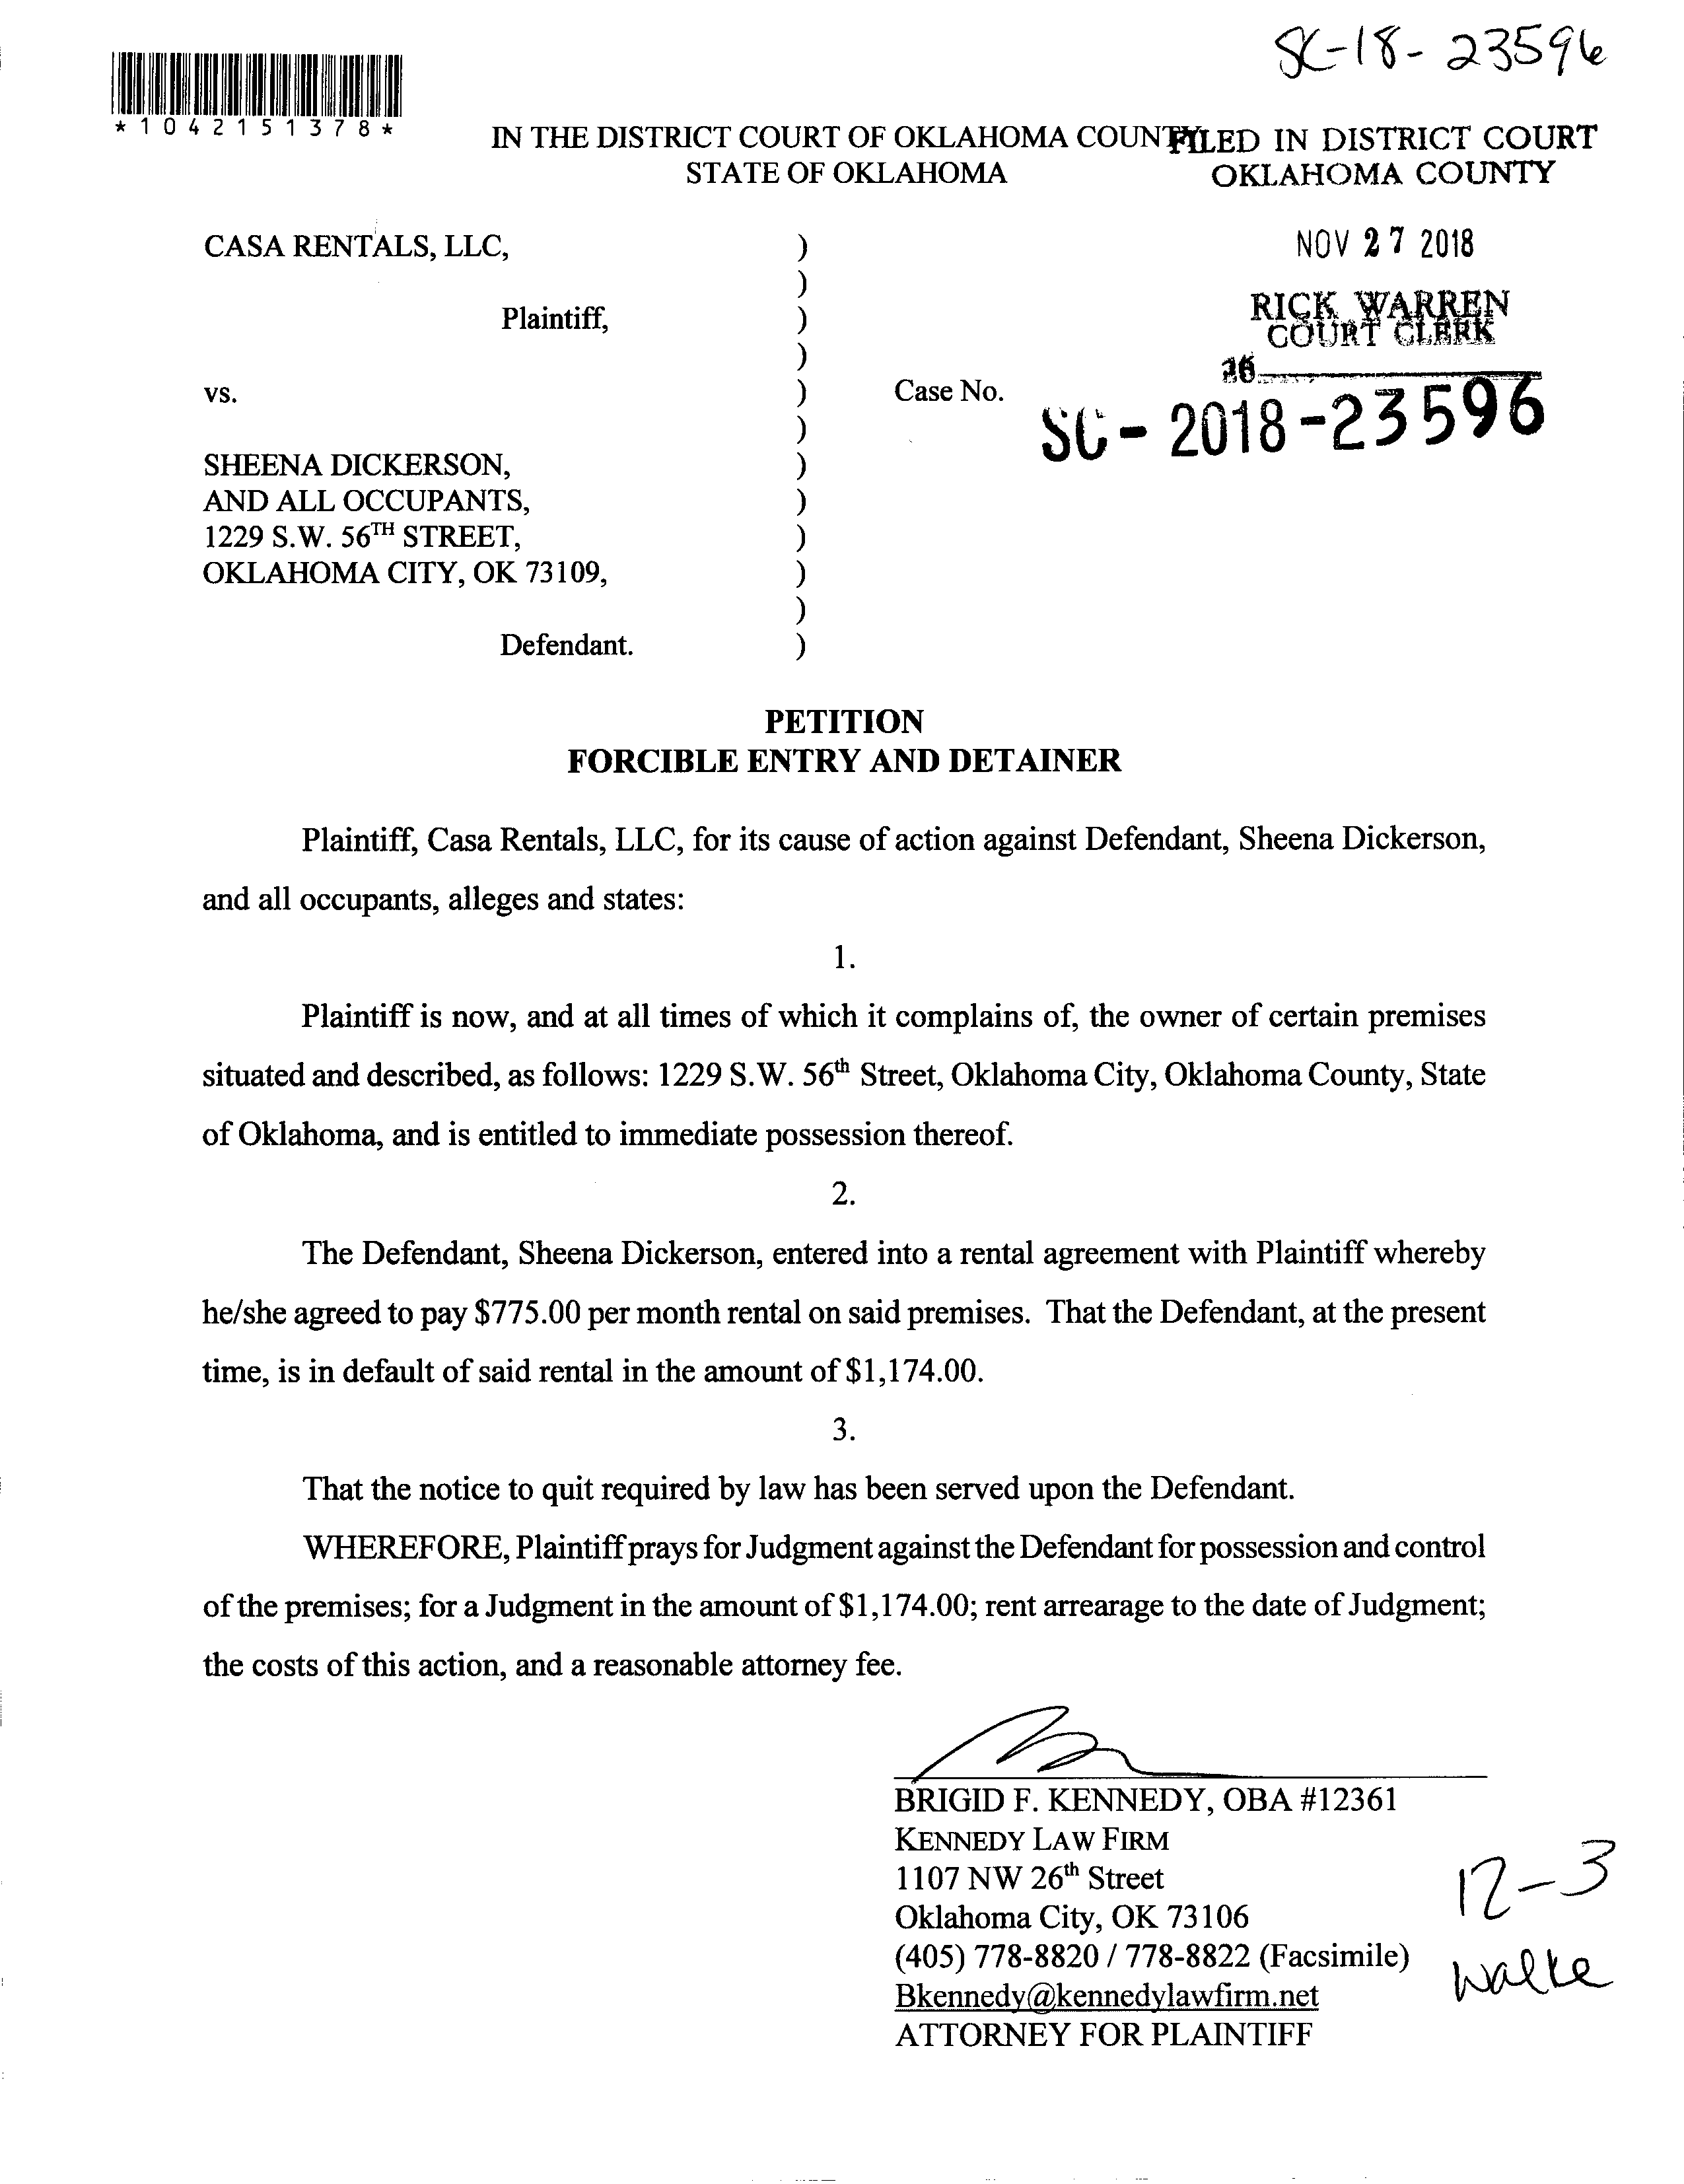 SC-18-23596
*1042151378*
IN THE DISTRICT COURT OF OKLAHOMA COUNTY
STATE OF OKLAHOMA
FILED IN DISTRICT COURT
OKLAHOMA COUNTY
NOV 27 2018
RICK WARREN
COURT CLERK
36
CASA RENTALS, LLC, )
)
Plaintiff, )
)
vs. ) Case No. SC-2018-23596
)
SHEENA DICKERSON, )
AND ALL OCCUPANTS, )
1229 S.W. 56TH STREET, )
OKLAHOMA CITY, OK 73109, )
)
Defendant. )
PETITION
FORCIBLE ENTRY AND DETAINER
Plaintiff, Casa Rentals, LLC, for its cause of action against Defendant, Sheena Dickerson,
and all occupants, alleges and states:
1.
Plaintiff is now, and at all times of which it complains of, the owner of certain premises
situated and described, as follows: 1229 S.W. 56th Street, Oklahoma City, Oklahoma County, State
of Oklahoma, and is entitled to immediate possession thereof.
2.
The Defendant, Sheena Dickerson, entered into a rental agreement with Plaintiff whereby
he/she agreed to pay $775.00 per month rental on said premises. That the Defendant, at the present
time, is in default of said rental in the amount of $1,174.00.
3.
That the notice to quit required by law has been served upon the Defendant.
WHEREFORE, Plaintiff prays for Judgment against the Defendant for possession and control
of the premises; for a Judgment in the amount of $1,174.00; rent arrearage to the date of Judgment;
the costs of this action, and a reasonable attorney fee.
BRIGID F. KENNEDY, OBA #12361
KENNEDY LAW FIRM
1107 NW 26th Street
Oklahoma City, OK 73106
(405) 778-8820 / 778-8822 (Facsimile)
Bkennedy@kennedylawfirm.net
ATTORNEY FOR PLAINTIFF
12-3
Walke